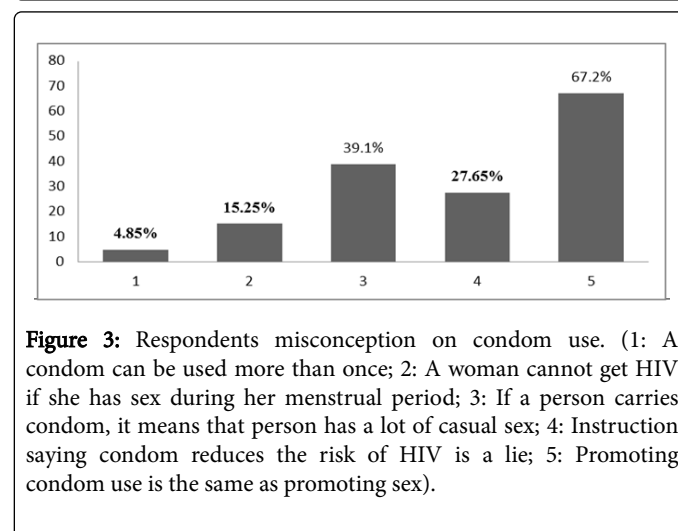 80
70
60
50
40
30
20
10
0
4.85%
15.25%
39.1%
27.65%
67.2%
1 2 3 4 5
Figure 3: Respondents misconception on condom use. (1: A
condom can be used more than once; 2: A woman cannot get HIV
if she has sex during her menstrual period; 3: If a person carries
condom, it means that person has a lot of casual sex; 4: Instruction
saying condom reduces the risk of HIV is a lie; 5: Promoting
condom use is the same as promoting sex).